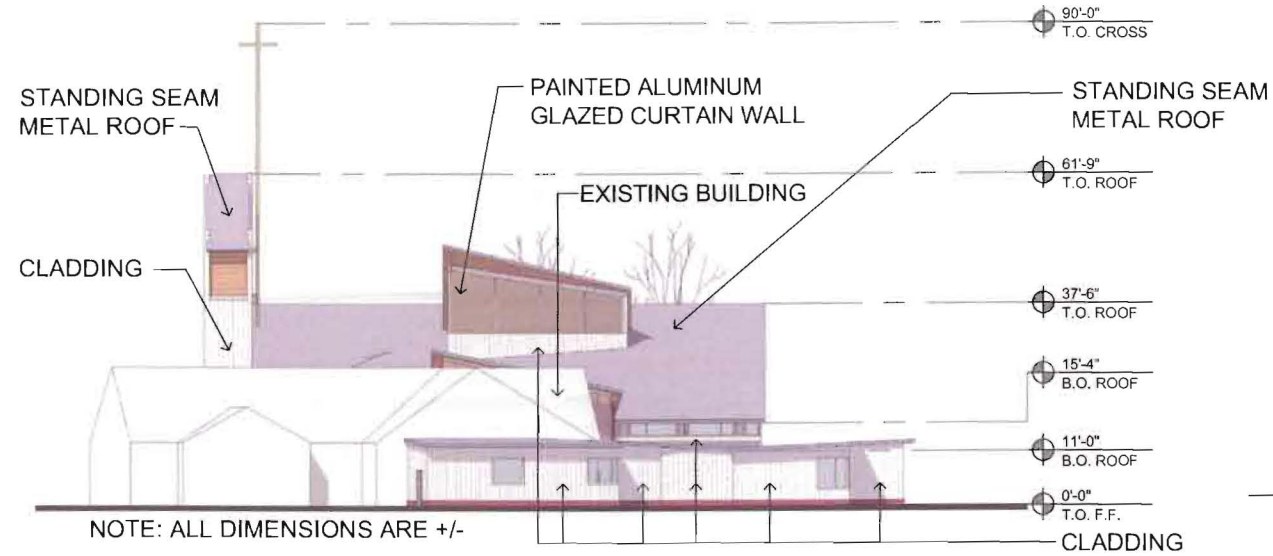 90'-0"
T.O. CROSS
STANDING SEAM
METAL ROOF
PAINTED ALUMINUM
GLAZED CURTAIN WALL
STANDING SEAM
METAL ROOF
61'-9"
T.O. ROOF
EXISTING BUILDING
CLADDING
37'-6"
T.O. ROOF
15'-4"
B.O. ROOF
11'-0"
B.O. ROOF
0'-0"
T.O. F.F.
NOTE: ALL DIMENSIONS ARE +/-
CLADDING